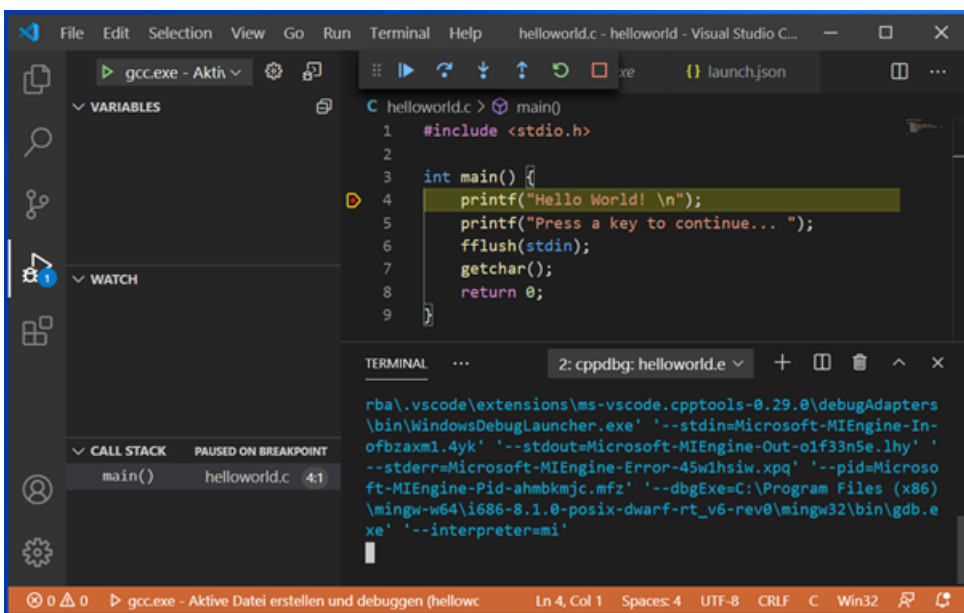 File Edit Selection View Go Run Terminal Help helloworld.c - helloworld - Visual Studio C...
gcc.exe - Aktiv
xe
{} launch.json
VARIABLES
C helloworld.c > main()
1 #include <stdio.h>
2
3 int main() {
4 printf("Hello World! \n");
5 printf("Press a key to continue... ");
6 fflush(stdin);
7 getchar();
8 return 0;
9 }
1
WATCH
TERMINAL ... 2: cppdbg: helloworld.e
rba\.vscode\extensions\ms-vscode.cpptools-0.29.0\debugAdapters
\bin\WindowsDebugLauncher.exe' '--stdin=Microsoft-MIEngine-In-
ofbzaxm1.4yk' '--stdout=Microsoft-MIEngine-Out-o1f33n5e.lhy' '
--stderr=Microsoft-MIEngine-Error-45w1hsiw.xpq' '--pid=Microso
ft-MIEngine-Pid-ahmbkmjc.mfz' '--dbgExe=C:\Program Files (x86)
\mingw-w64\i686-8.1.0-posix-dwarf-rt_v6-rev0\mingw32\bin\gdb.e
xe' '--interpreter=mi'
CALL STACK PAUSED ON BREAKPOINT
main() helloworld.c 4:1
0 0 gcc.exe - Aktive Datei erstellen und debuggen (hellowc Ln 4, Col 1 Spaces: 4 UTF-8 CRLF C Win32